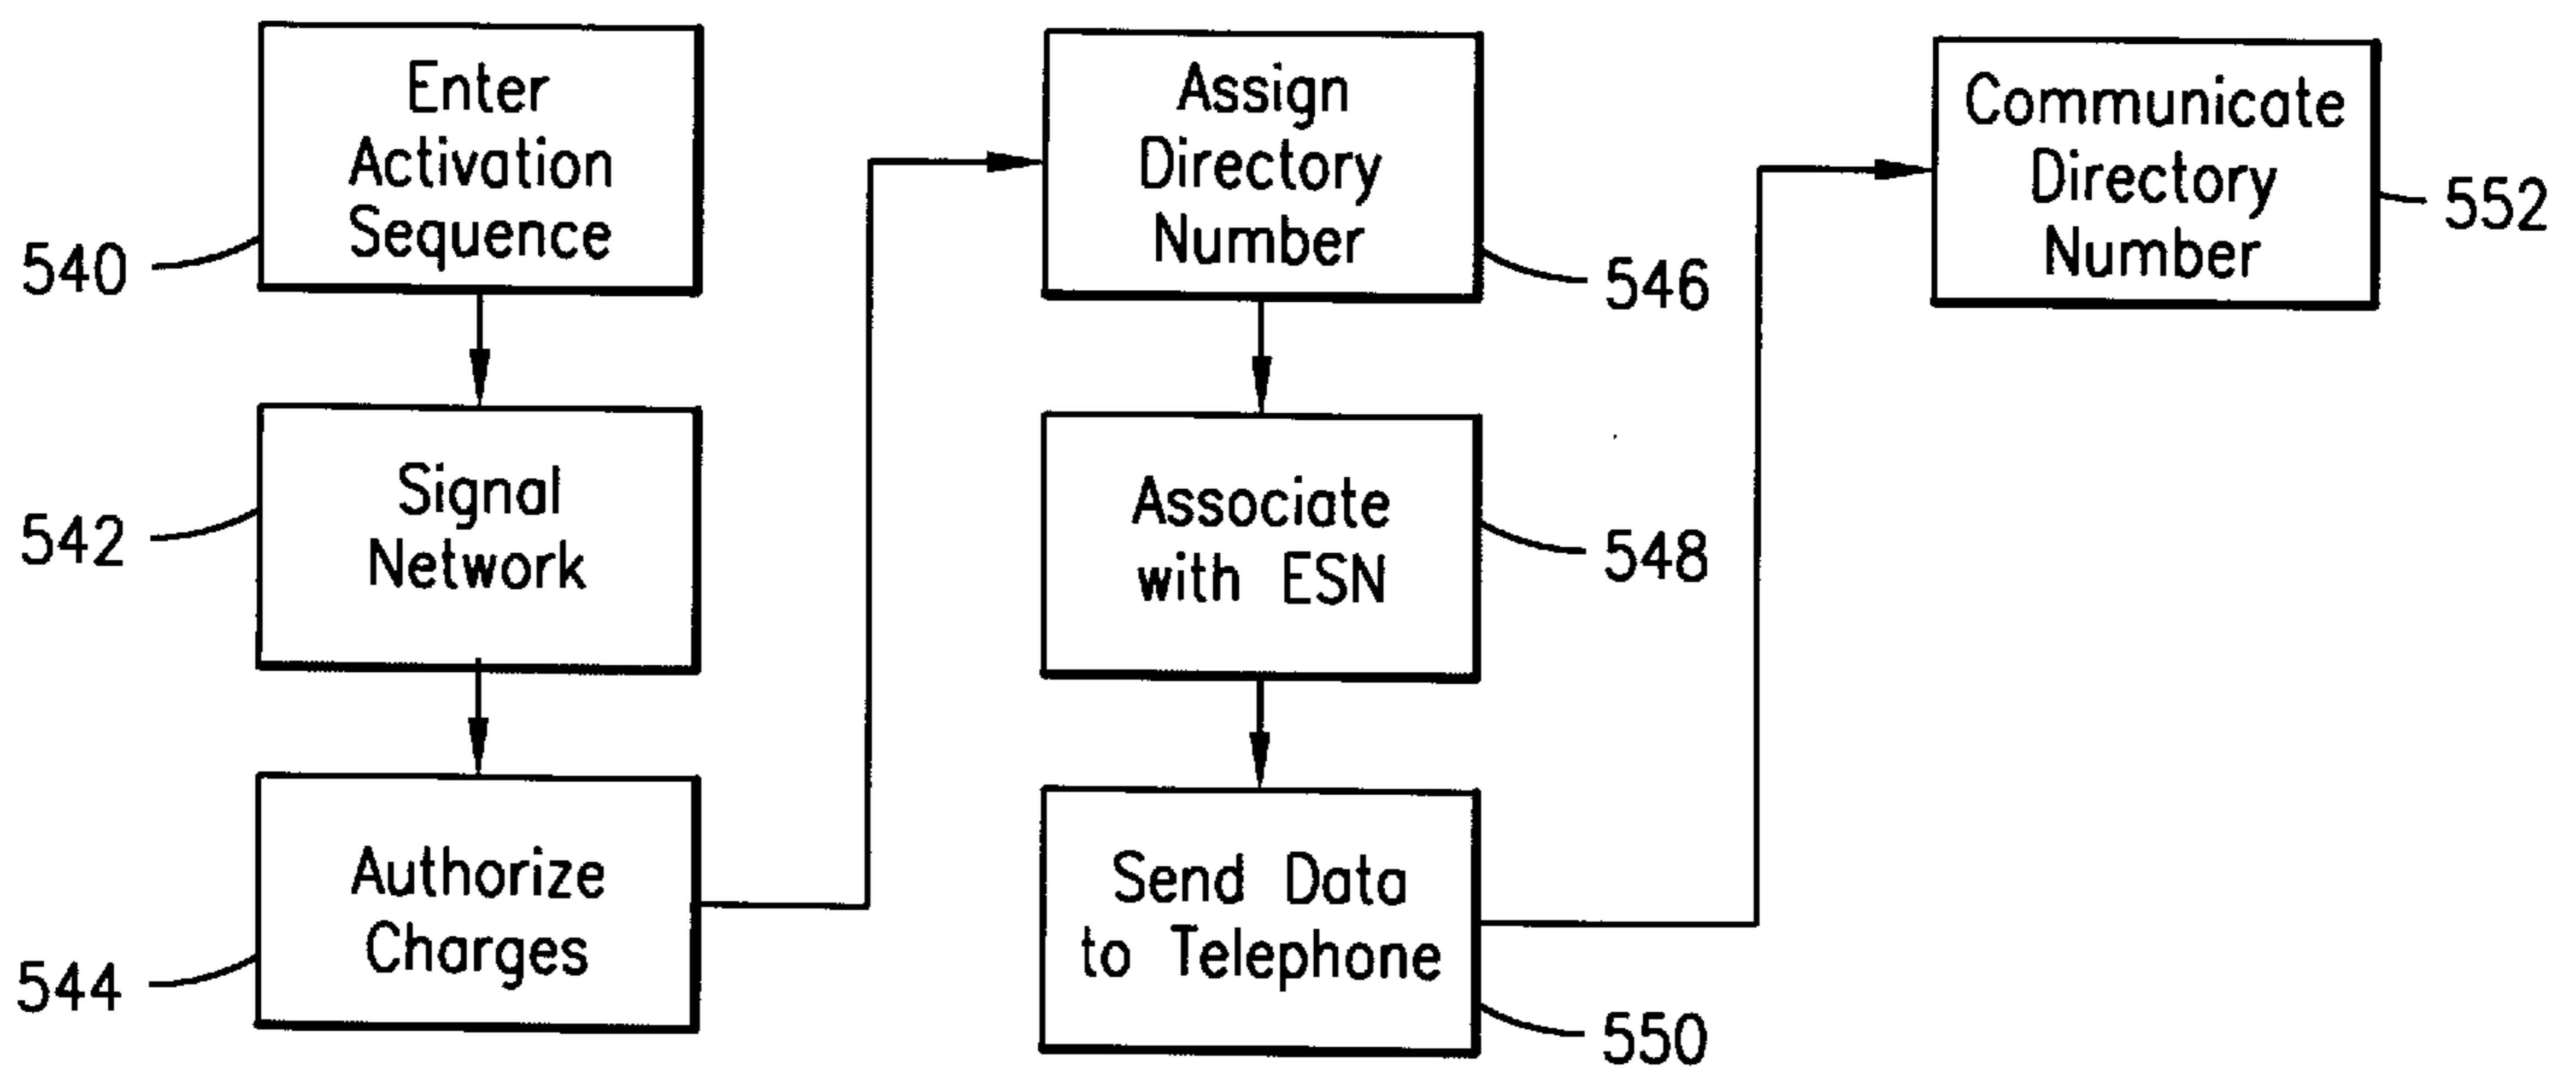 Enter
Activation
Sequence
540
Signal
Network
542
Authorize
Charges
544
Assign
Directory
Number
546
Associate
with ESN
548
Send Data
to Telephone
550
Communicate
Directory
Number
552